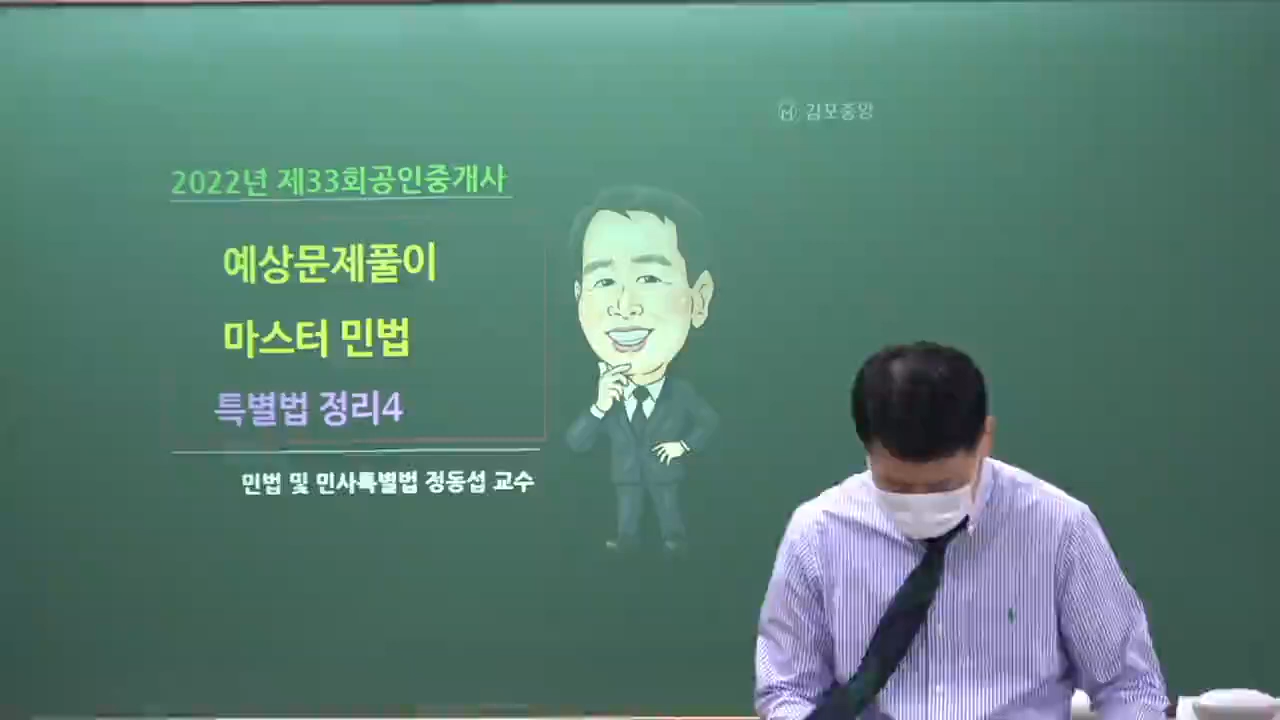 김포중앙
2022년 제33회공인중개사
예상문제풀이
마스터 민법
특별법 정리4
민법 및 민사특별법 정동섭 교수